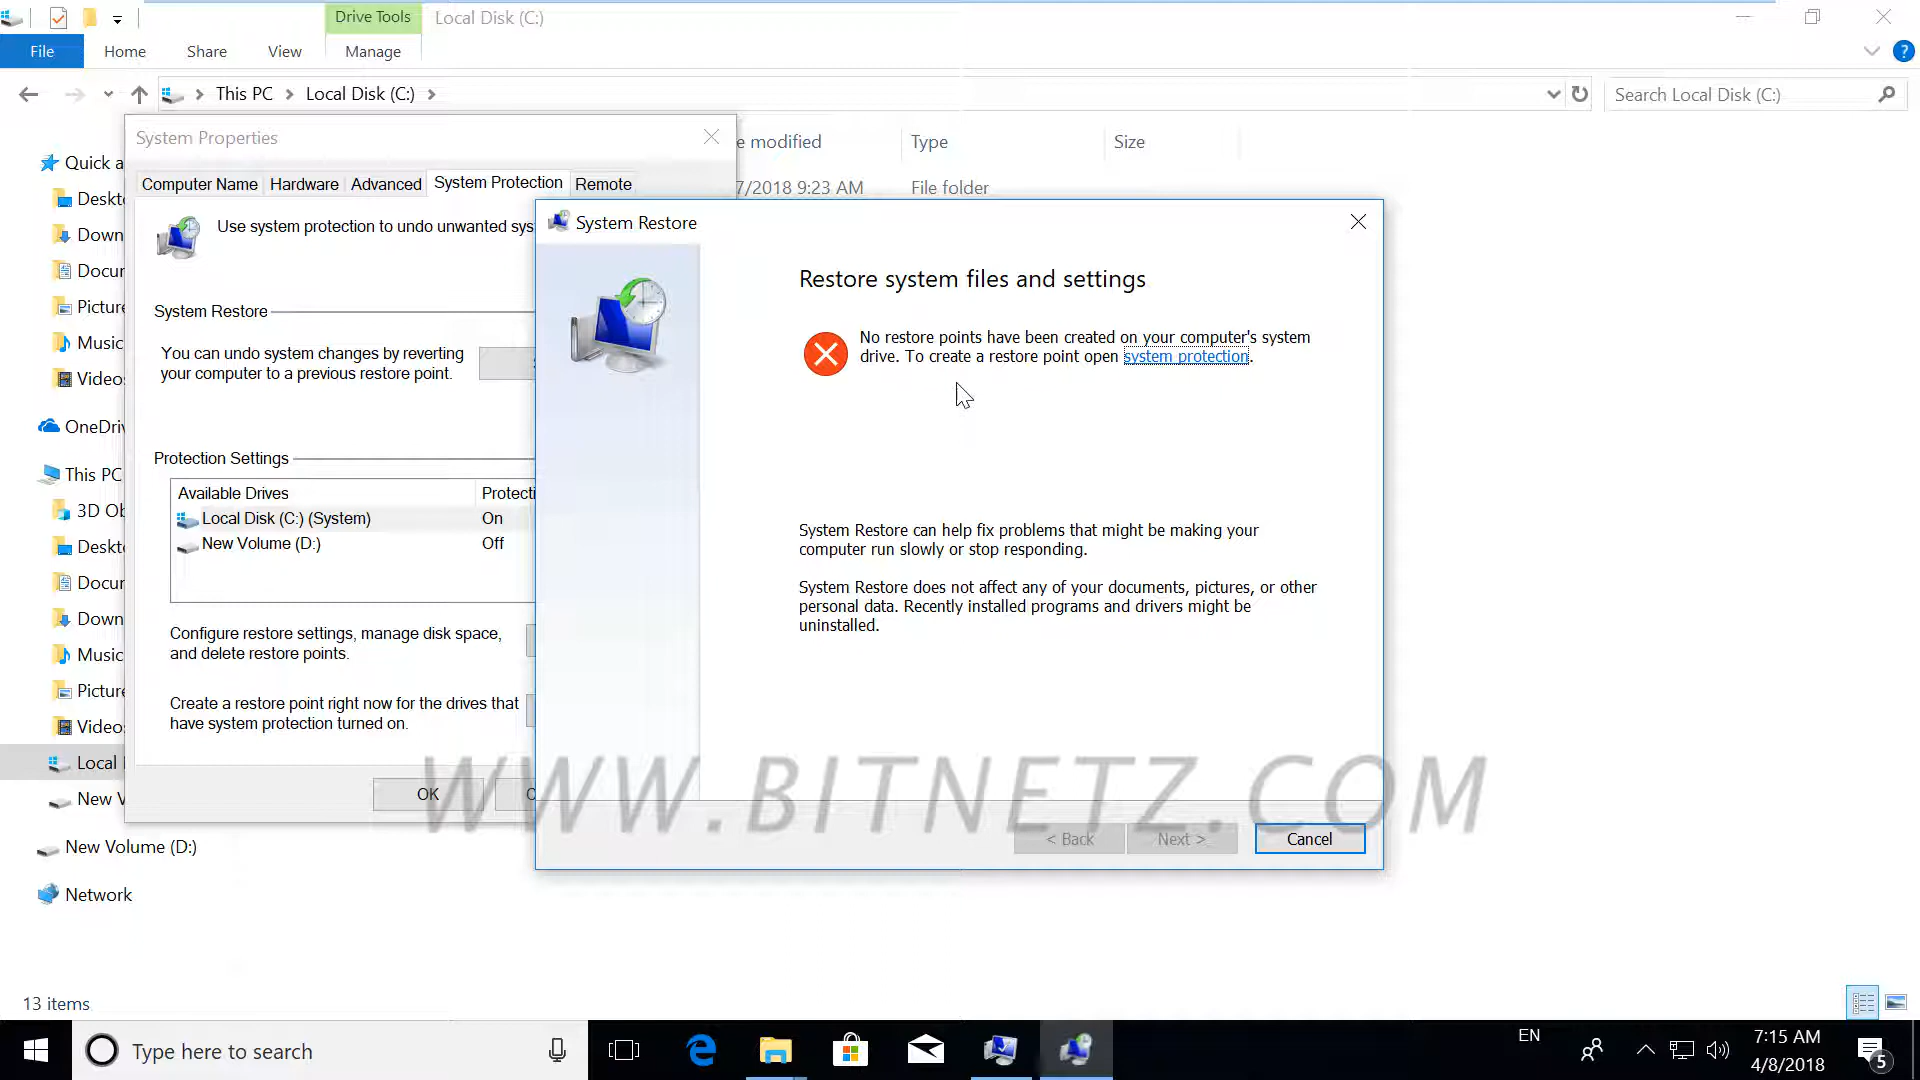 Drive Tools
Local Disk (C:)
File
Home
Share
View
Manage
?
This PC
Local Disk (C:)
Search Local Disk (C:)
System Properties
e modified
Type
Size
7/2018 9:23 AM
File folder
Computer Name
Hardware
Advanced
System Protection
Remote
Use system protection to undo unwanted sys
System Restore
You can undo system changes by reverting
your computer to a previous restore point.
Protection Settings
Available Drives
Protecti
Local Disk (C:) (System)
On
New Volume (D:)
Off
Configure restore settings, manage disk space,
and delete restore points.
Create a restore point right now for the drives that
have system protection turned on.
OK
Quick a
Deskto
Down
Docur
Picture
Music
Videos
OneDriv
This PC
3D Ob
Deskto
Docur
Down
Music
Picture
Videos
Local
New V
New Volume (D:)
Network
System Restore
Restore system files and settings
No restore points have been created on your computer's system
drive. To create a restore point open system protection.
System Restore can help fix problems that might be making your
computer run slowly or stop responding.
System Restore does not affect any of your documents, pictures, or other
personal data. Recently installed programs and drivers might be
uninstalled.
WWW.BITNETZ.COM
< Back
Next >
Cancel
13 items
Type here to search
EN
7:15 AM
4/8/2018
5